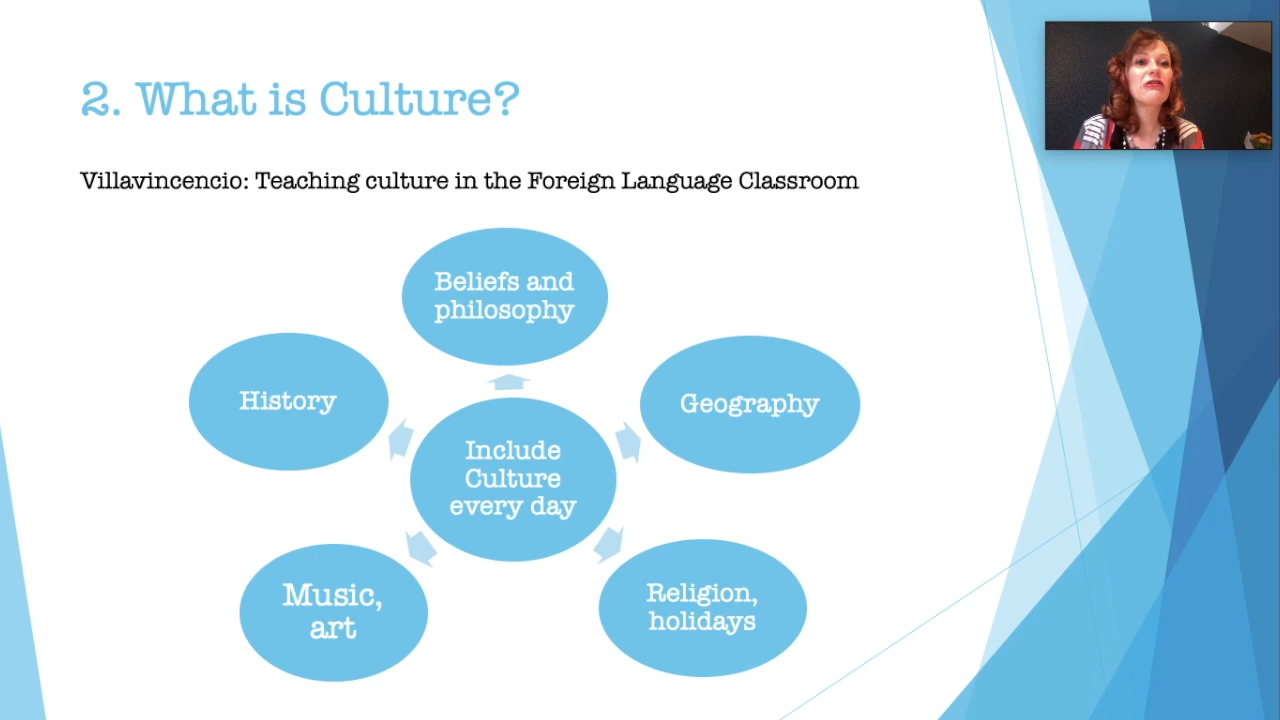 2. What is Culture?
Villavincencio: Teaching culture in the Foreign Language Classroom
Beliefs and
philosophy
History
Geography
Include
Culture
every day
Music,
art
Religion,
holidays